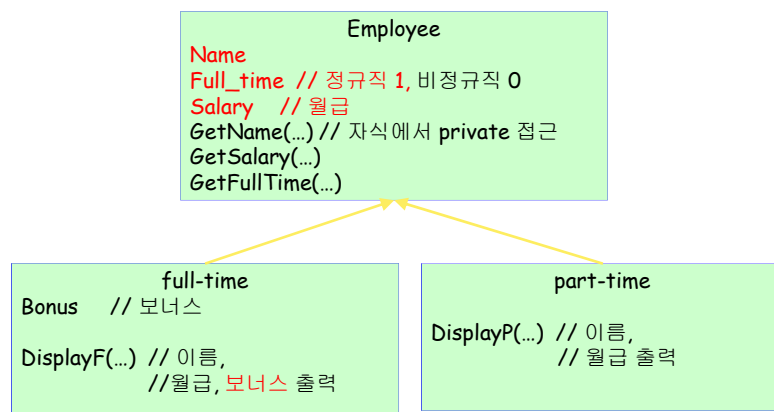 Employee
Name
Full_time // 정규직 1, 비정규직 0
Salary // 월급
GetName(…) // 자식에서 private 접근
GetSalary(…)
GetFullTime(…)
full-time
Bonus // 보너스
DisplayF(…) // 이름,
//월급, 보너스 출력
part-time
DisplayP(…) // 이름,
// 월급 출력